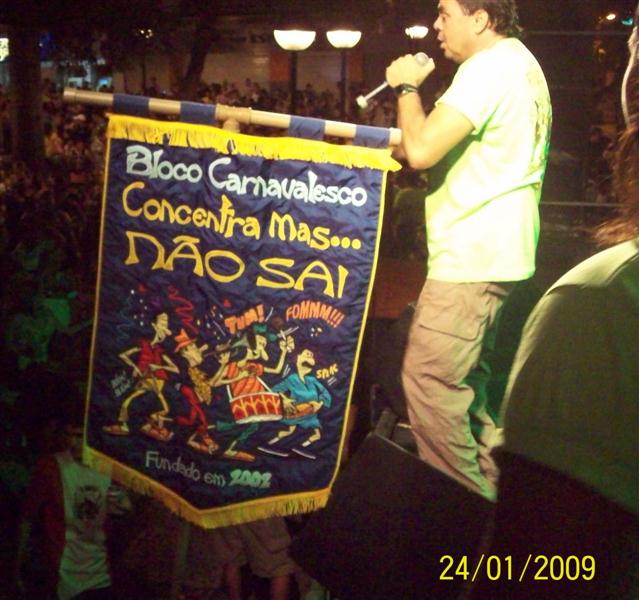 Bloco Carnavalesco
Concentra Mas...
NÃO SAI
TUM!
FOMMM!!!
Fundado em 2002
24/01/2009